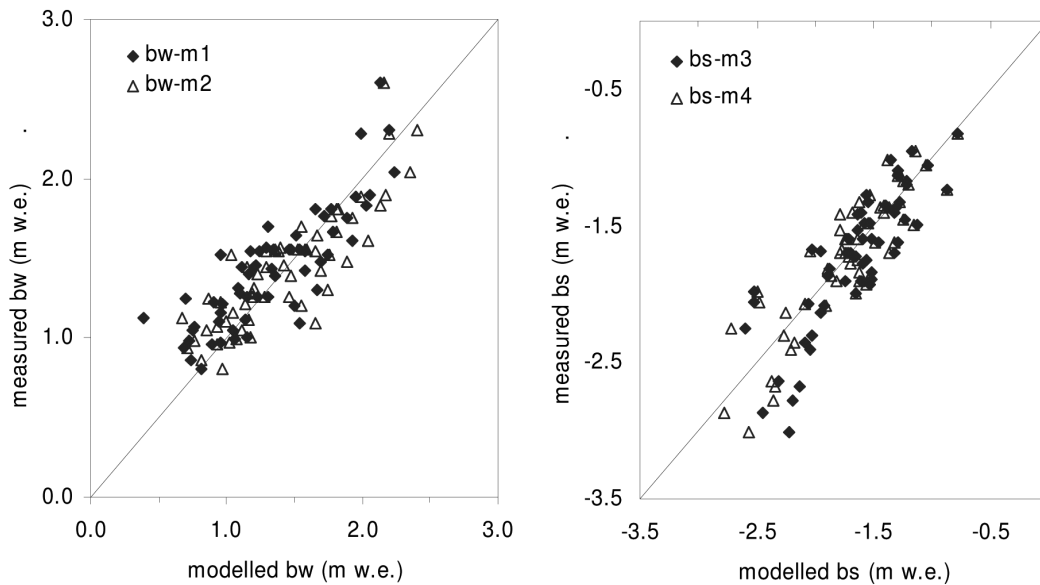 3.0
bw-m1
bw-m2
2.0
1.0
0.0
0.0
1.0
2.0
3.0
measured bw (m w.e.)
modelled bw (m w.e.)
bs-m3
bs-m4
-0.5
-1.5
-2.5
-3.5
-3.5
-2.5
-1.5
-0.5
measured bs (m w.e.)
modelled bs (m w.e.)